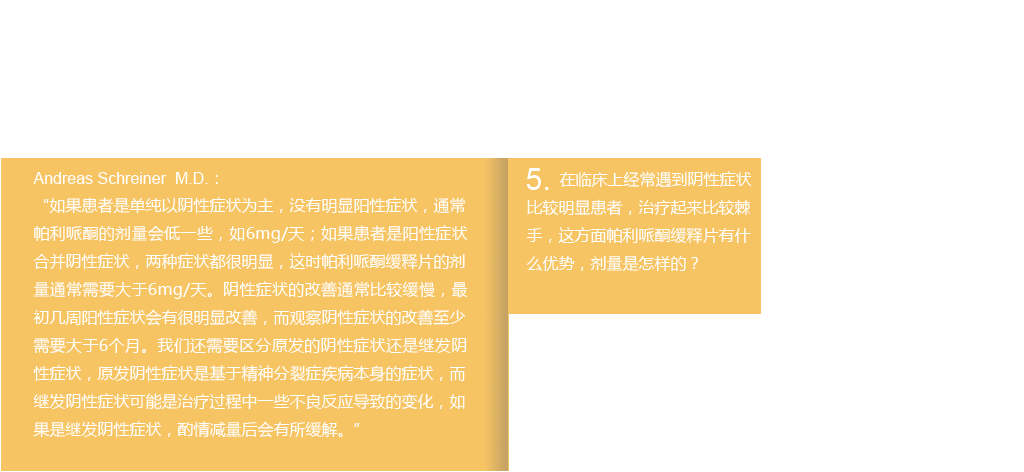 Andreas Schreiner  M.D.：
“如果患者是单纯以阴性症状为主，没有明显阳性症状，通常
帕利哌酮的剂量会低一些，如6mg/天；如果患者是阳性症状
合并阴性症状，两种症状都很明显，这时帕利哌酮缓释片的剂
量通常需要大于6mg/天。阴性症状的改善通常比较缓慢，最
初几周阳性症状会有很明显改善，而观察阴性症状的改善至少
需要大于6个月。我们还需要区分原发的阴性症状还是继发阴
性症状，原发阴性症状是基于精神分裂症疾病本身的症状，而
继发阴性症状可能是治疗过程中一些不良反应导致的变化，如
果是继发阴性症状，酌情减量后会有所缓解。”
5. 在临床上经常遇到阴性症状
比较明显患者，治疗起来比较棘
手，这方面帕利哌酮缓释片有什
么优势，剂量是怎样的？